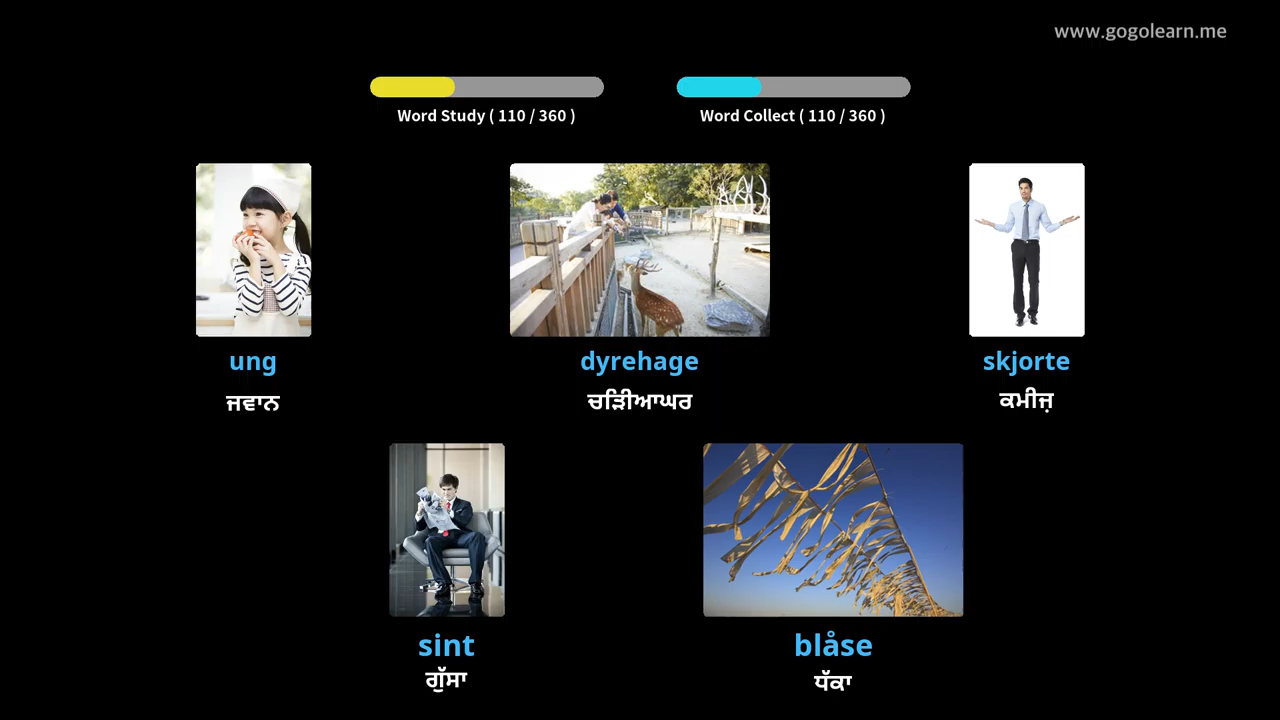 www.gogolearn.me
Word Study ( 110 / 360 )
Word Collect ( 110 / 360 )
ung
dyrehage
skjorte
ਜਵਾਨ
ਚੜਿੀਆਘਰ
ਕਮੀਜ਼
sint
blåse
ਗੁੱਸਾ
ਧੱਕਾ